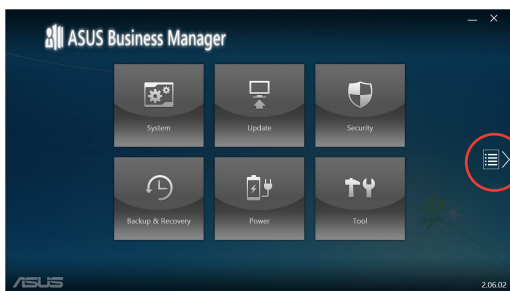 ASUS Business Manager
System
Update
Security
Backup & Recovery
Power
Tool
ASUS
2.06.02